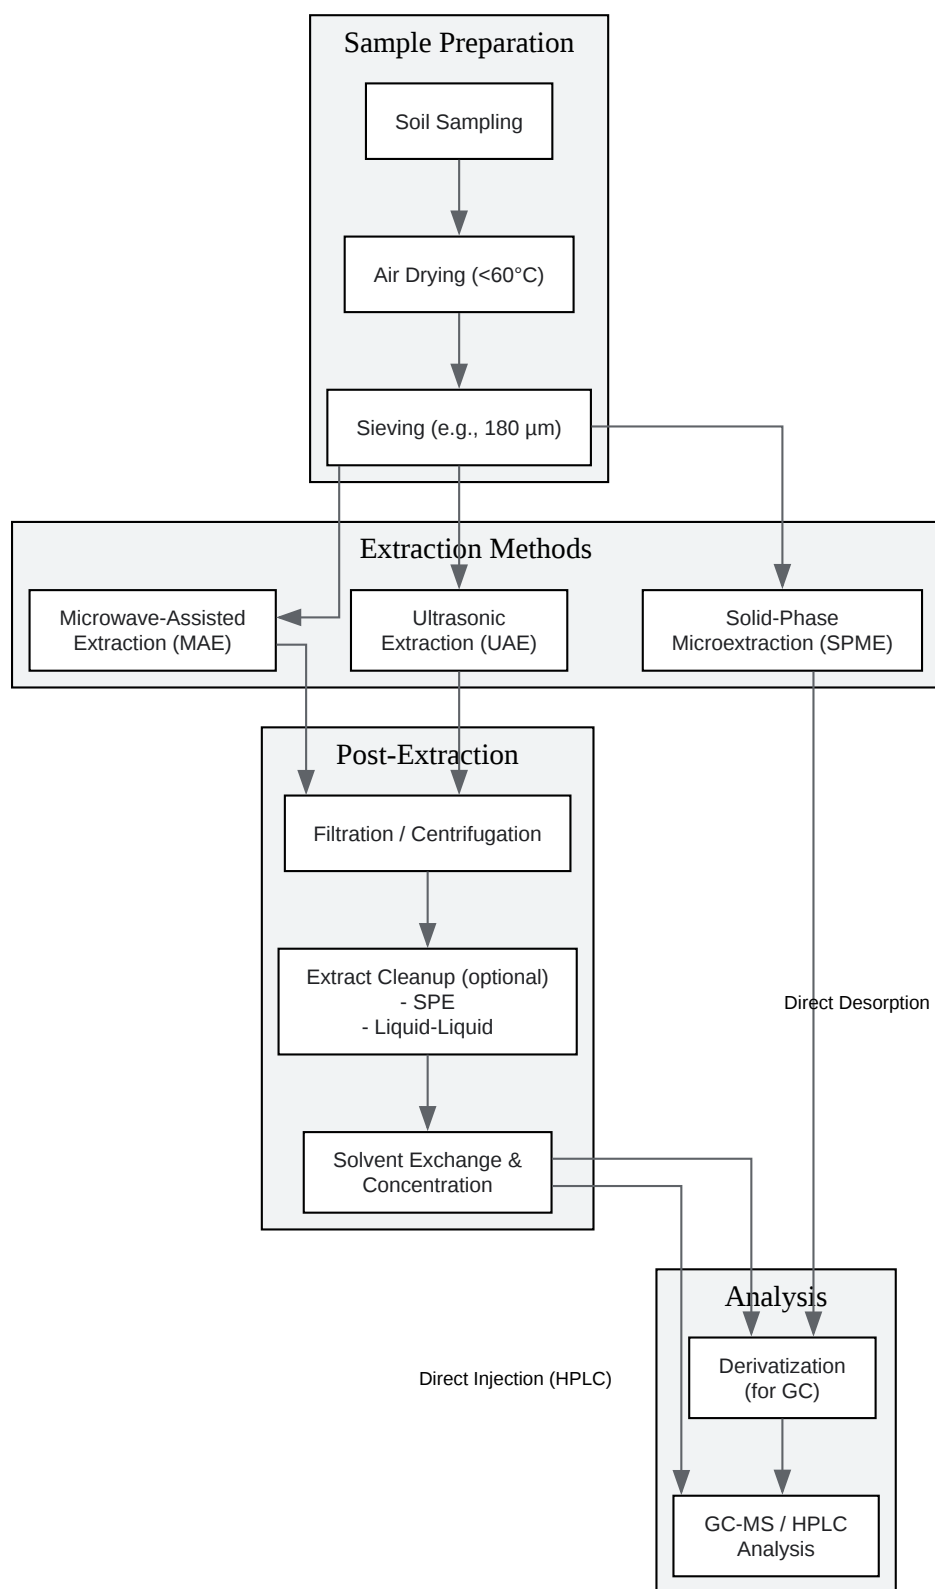 Sample Preparation
Soil Sampling
Air Drying (<60°C)
Sieving (e.g., 180 µm)
Extraction Methods
Microwave-Assisted
Extraction (MAE)
Ultrasonic
Extraction (UAE)
Solid-Phase
Microextraction (SPME)
Post-Extraction
Filtration / Centrifugation
Extract Cleanup (optional)
- SPE
- Liquid-Liquid
Direct Desorption
Solvent Exchange &
Concentration
Analysis
Derivatization
(for GC)
Direct Injection (HPLC)
GC-MS / HPLC
Analysis